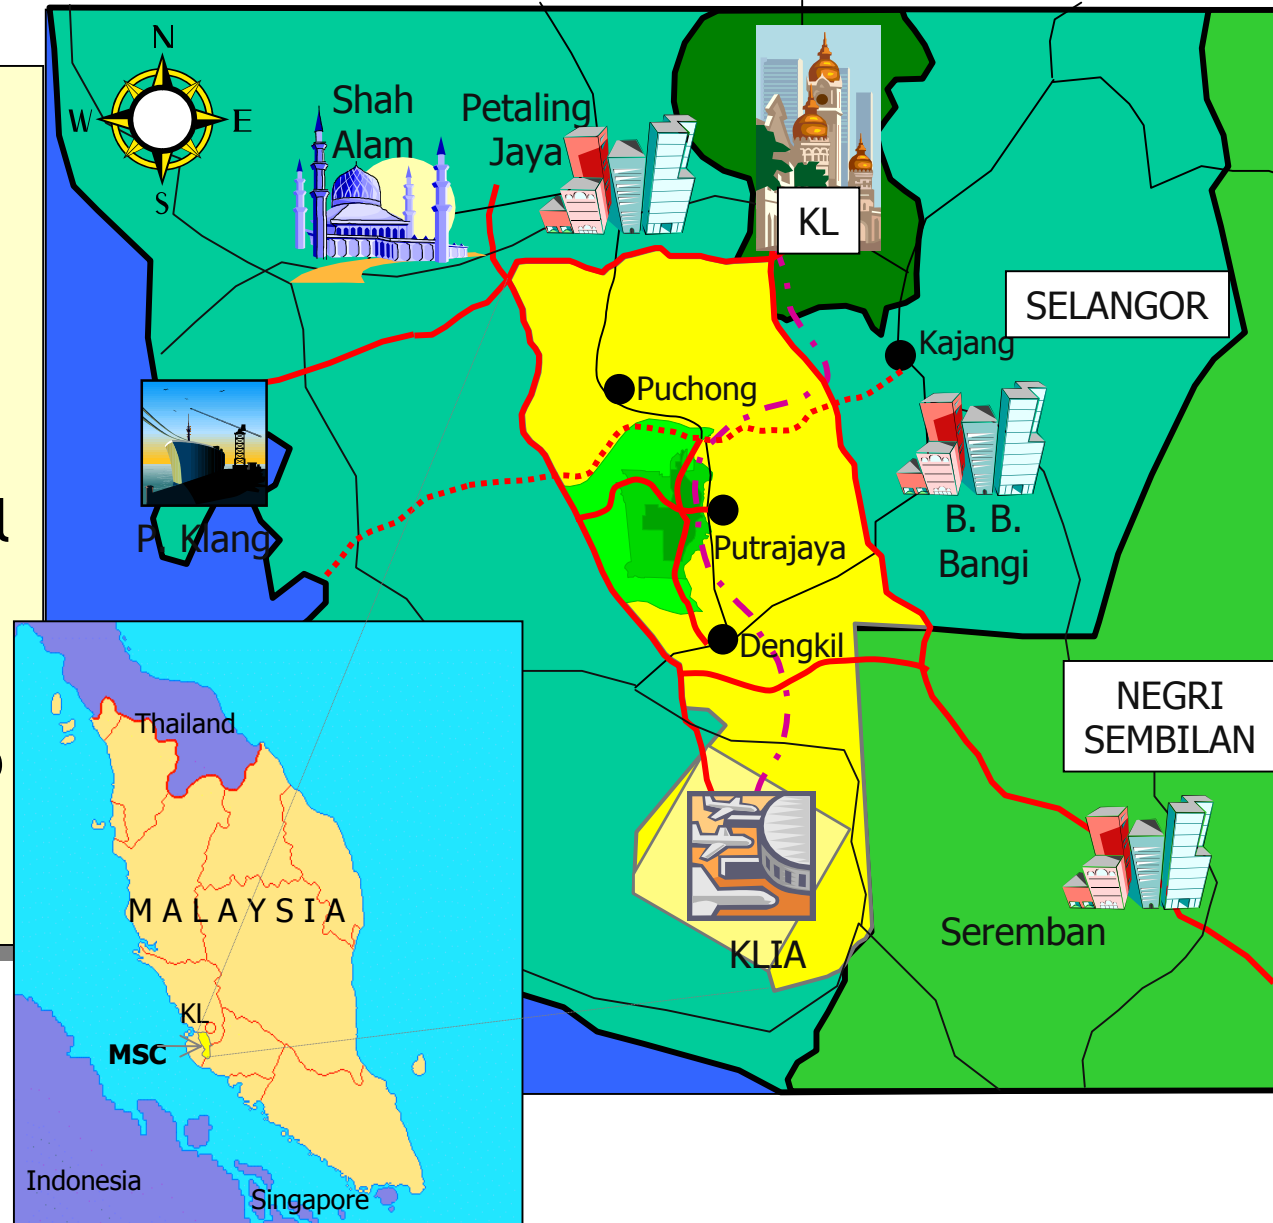 N
W
E
S
Shah
Alam
Petaling
Jaya
KL
SELANGOR
Kajang
Puchong
P. Klang
Putrajaya
B. B.
Bangi
Dengkil
NEGRI
SEMBILAN
Seremban
KLIA
Thailand
MALAYSIA
KL
MSC
Indonesia
Singapore